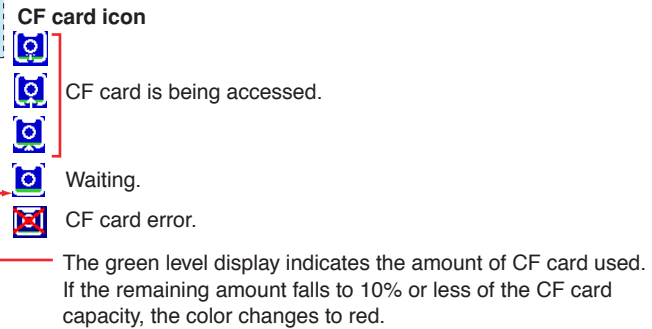 CF card icon
CF card is being accessed.
Waiting.
CF card error.
The green level display indicates the amount of CF card used.
If the remaining amount falls to 10% or less of the CF card
capacity, the color changes to red.